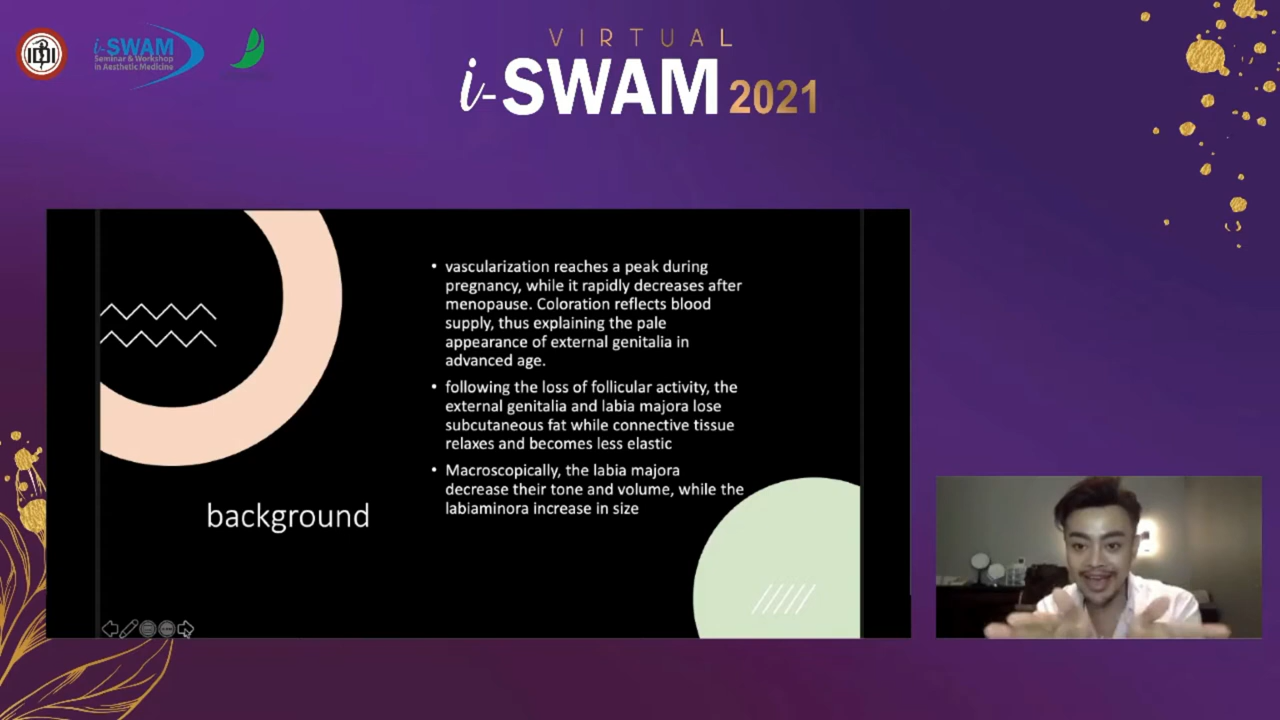 IDI
i-SWAM
Seminar & Workshop
in Aesthetic Medicine
VIRTUAL
i-SWAM 2021
• vascularization reaches a peak during
pregnancy, while it rapidly decreases after
menopause. Coloration reflects blood
supply, thus explaining the pale
appearance of external genitalia in
advanced age.
• following the loss of follicular activity, the
external genitalia and labia majora lose
subcutaneous fat while connective tissue
relaxes and becomes less elastic
• Macroscopically, the labia majora
decrease their tone and volume, while the
labiaminora increase in size
background